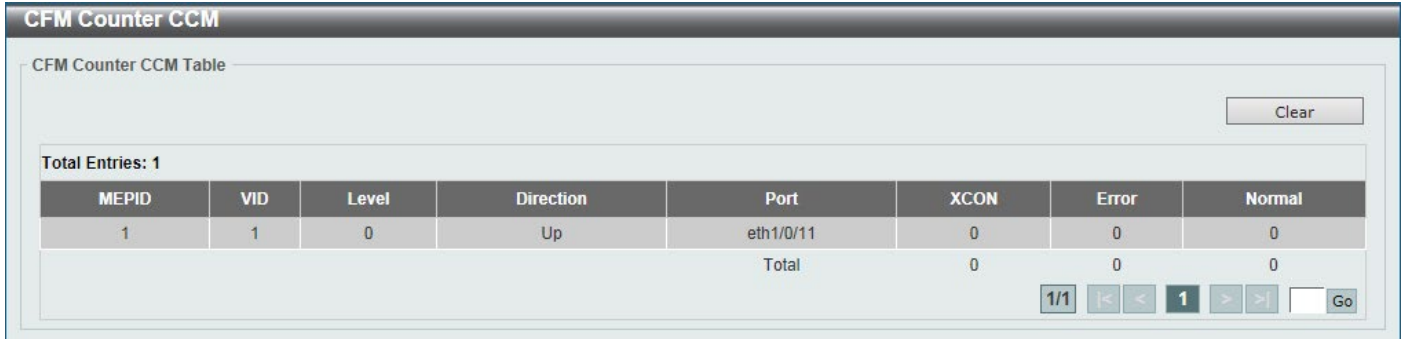 CFM Counter CCM
CFM Counter CCM Table
Clear
Total Entries: 1
MEPID VID Level Direction Port XCON Error Normal
1 1 0 Up eth1/0/11 0 0 0
Total 0 0 0
1/1 |< < 1 > >| Go